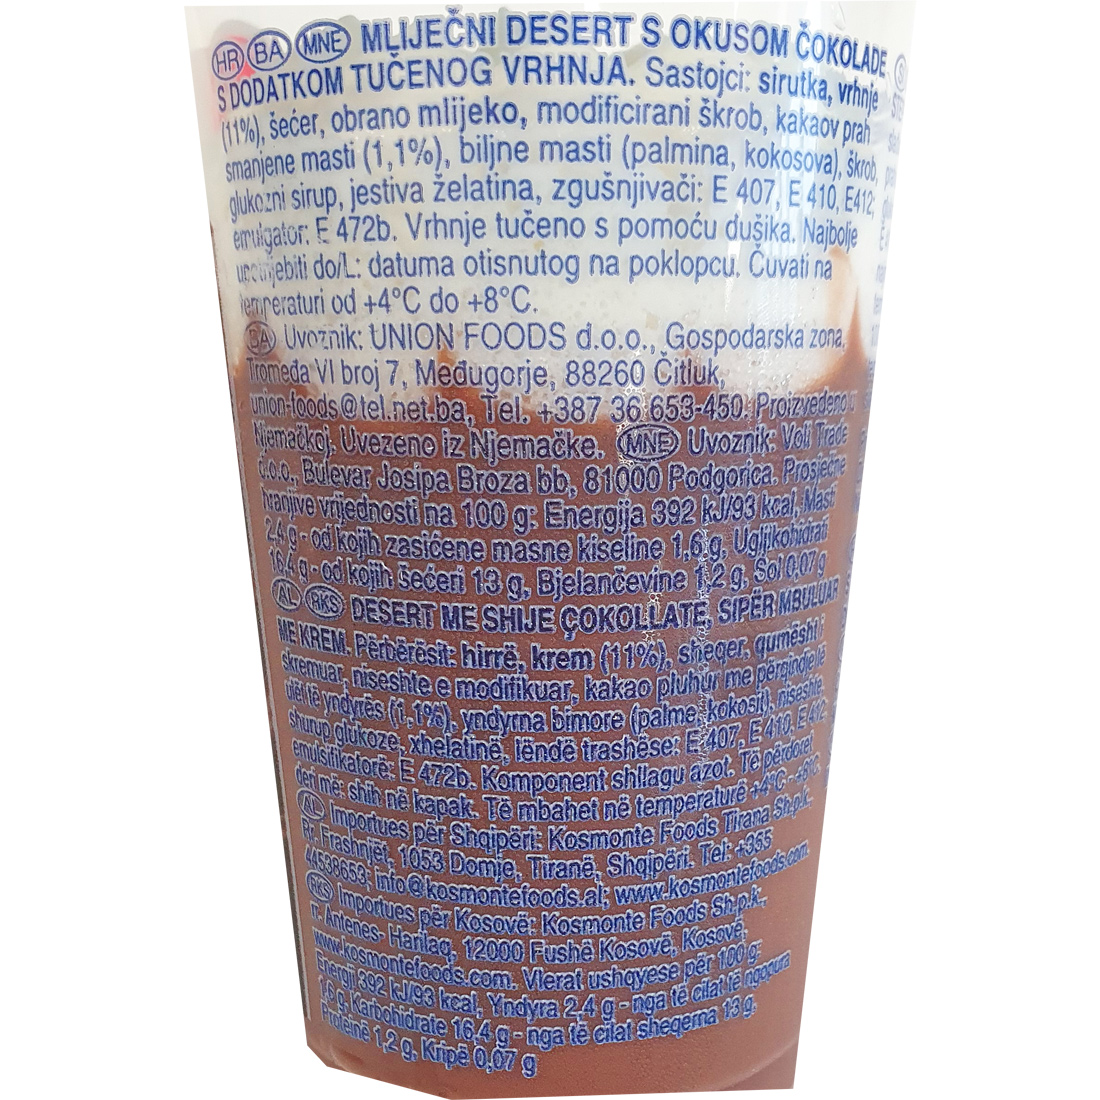 HR BA MNE MLIJEČNI DESERT S OKUSOM ČOKOLADE
S DODATKOM TUČENOG VRHNJA. Sastojci: sirutka, vrhnje
(11%), šećer, obrano mlijeko, modificirani škrob, kakaov prah
smanjene masti (1,1%), biljne masti (palmina, kokosova), škrob,
glukozni sirup, jestiva želatina, zgušnjivači: E 407, E 410, E412;
emulgator: E 472b. Vrhnje tučeno s pomoću dušika. Najbolje
upotrijebiti do/L: datuma otisnutog na poklopcu. Čuvati na
temperaturi od +4°C do +8°C.
BA Uvoznik: UNION FOODS d.o.o., Gospodarska zona,
Tromeđa VI broj 7, Međugorje, 88260 Čitluk,
union-foods@tel.net.ba, Tel. +387 36 653-450. Proizvedeno u
Njemačkoj. Uvezeno iz Njemačke. MNE Uvoznik: Voli Trade
d.o.o., Bulevar Josipa Broza bb, 81000 Podgorica. Prosječne
hranjive vrijednosti na 100 g: Energija 392 kJ/93 kcal, Masti
2,4 g - od kojih zasićene masne kiseline 1,6 g, Ugljikohidrati
16,4 g - od kojih šećeri 13 g, Bjelančevine 1,2 g, Sol 0,07 g
AL RKS DESERT ME SHIJE ÇOKOLLATE, SIPËR MBULUAR
ME KREM. Përbërësit: hirrë, krem (11%), sheqer, qumësht i
skremuar, niseshte e modifikuar, kakao pluhur me përqindje të
ulët të yndyrës (1,1%), yndyrna bimore (palme, kokosit), niseshte,
shurup glukoze, xhelatinë, lëndë trashëse: E 407, E 410, E 412
emulsifikatorë: E 472b. Komponent shllagu azot. Të përdoret
deri më: shih në kapak. Të mbahet në temperaturë +4°C - +8°C.
AL Importues për Shqipëri: Kosmonte Foods Tirana Sh.p.k.,
Rr. Frashnjët, 1053 Domje, Tiranë, Shqipëri. Tel: +355
44538653; info@kosmontefoods.al; www.kosmontefoods.com.
RKS Importues për Kosovë: Kosmonte Foods Sh.p.k.,
rr. Antenes- Harilaq, 12000 Fushë Kosovë, Kosovë,
www.kosmontefoods.com. Vlerat ushqyese për 100 g:
Energji 392 kJ/93 kcal, Yndyra 2,4 g - nga të cilat të ngopura
1,6 g, Karbohidrate 16,4 g - nga të cilat sheqerna 13 g,
Proteinë 1,2 g, Kripë 0,07 g